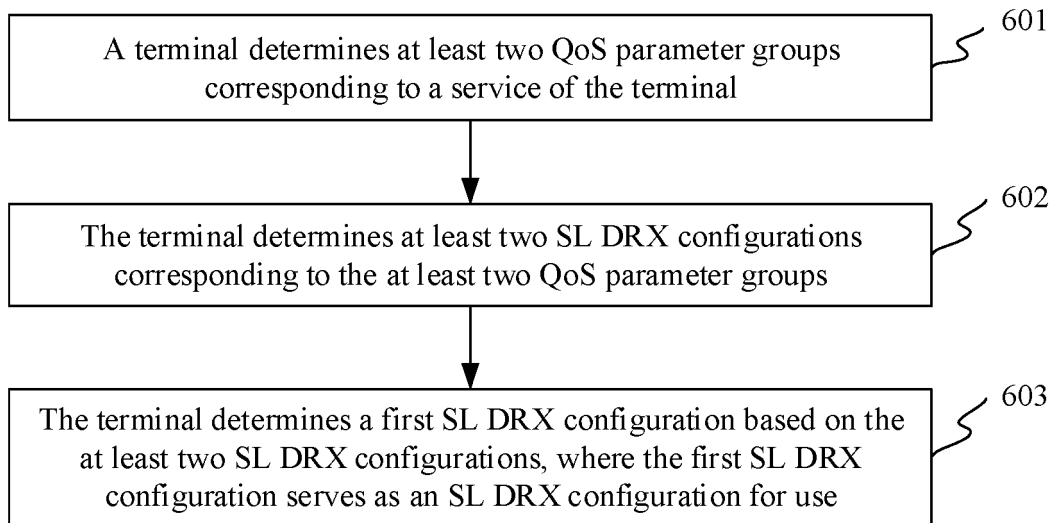 601
A terminal determines at least two QoS parameter groups
corresponding to a service of the terminal
602
The terminal determines at least two SL DRX configurations
corresponding to the at least two QoS parameter groups
603
The terminal determines a first SL DRX configuration based on the
at least two SL DRX configurations, where the first SL DRX
configuration serves as an SL DRX configuration for use